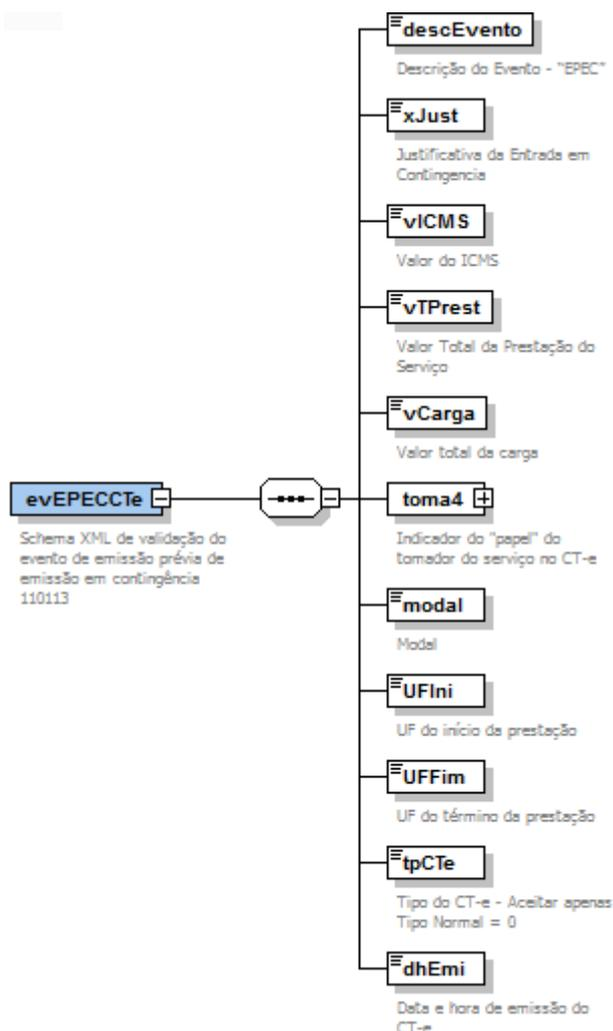 descEvento
Descrição do Evento - "EPEC"
xJust
Justificativa da Entrada em
Contingencia
vICMS
Valor do ICMS
vTPrest
Valor Total da Prestação do
Serviço
vCarga
Valor total da carga
evEPECCTe
Schema XML de validação do
evento de emissão prévia de
emissão em contingência
110113
toma4
Indicador do "papel" do
tomador do serviço no CT-e
modal
Modal
UFIni
UF do início da prestação
UFFim
UF do término da prestação
tpCTe
Tipo do CT-e - Aceitar apenas
Tipo Normal = 0
dhEmi
Data e hora de emissão do
CT-e